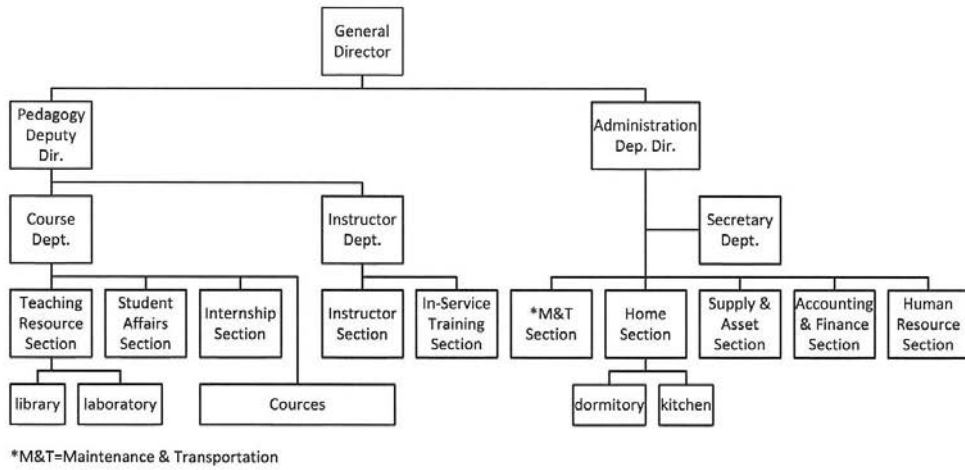 General
Director
Pedagogy
Deputy
Dir.
Administration
Dep. Dir.
Course
Dept.
Instructor
Dept.
Secretary
Dept.
Teaching
Resource
Section
Student
Affairs
Section
Internship
Section
Instructor
Section
In-Service
Training
Section
*M&T
Section
Home
Section
Supply &
Asset
Section
Accounting
& Finance
Section
Human
Resource
Section
library
laboratory
Cources
dormitory
kitchen
*M&T=Maintenance & Transportation